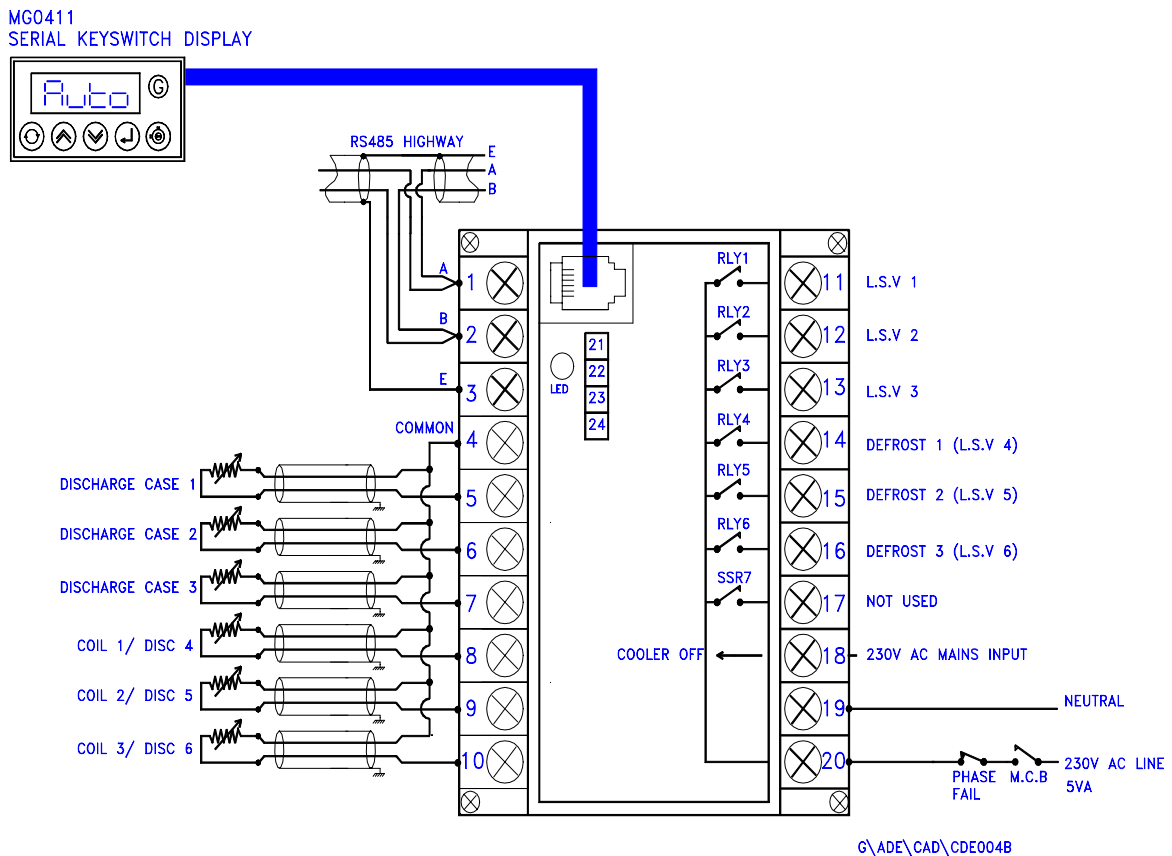 MG0411
SERIAL KEYSWITCH DISPLAY
Auto
G
RS485 HIGHWAY
E
A
B
A
B
E
COMMON
1
2
3
4
5
6
7
8
9
10
DISCHARGE CASE 1
DISCHARGE CASE 2
DISCHARGE CASE 3
COIL 1/ DISC 4
COIL 2/ DISC 5
COIL 3/ DISC 6
LED
21
22
23
24
RLY1
RLY2
RLY3
RLY4
RLY5
RLY6
SSR7
COOLER OFF
11 L.S.V 1
12 L.S.V 2
13 L.S.V 3
14 DEFROST 1 (L.S.V 4)
15 DEFROST 2 (L.S.V 5)
16 DEFROST 3 (L.S.V 6)
17 NOT USED
18 230V AC MAINS INPUT
19 NEUTRAL
20 230V AC LINE
5VA
PHASE
FAIL
M.C.B
G\ADE\CAD\CDE004B